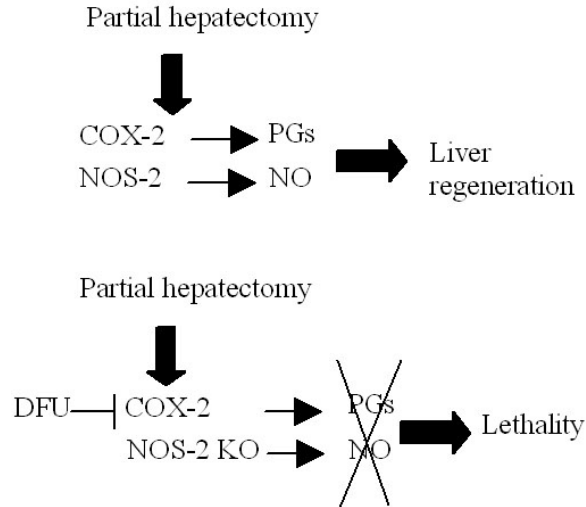 Partial hepatectomy
COX-2 PGs
NOS-2 NO
Liver
regeneration
Partial hepatectomy
DFU COX-2 PGs
NOS-2 KO NO
Lethality